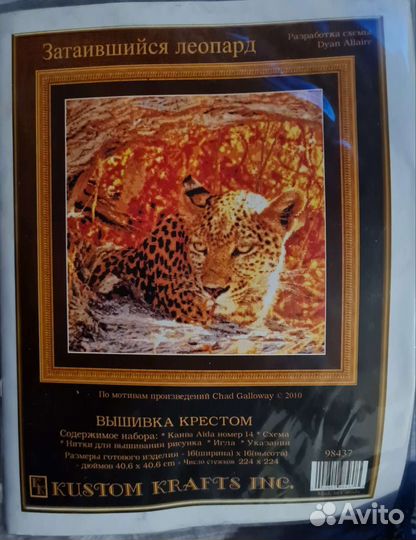 Затаившийся леопард
Разработка схемы
Dyan Allaire
По мотивам произведений Chad Galloway © 2010
ВЫШИВКА КРЕСТОМ
Содержимое набора: * Канва Aida номер 14 * Схема
* Нитки для вышивания рисунка * Игла * Указания
Размеры готового изделия - 16(ширина) x 16(высота)
- дюймов 40,6 x 40,6 см - Число стежков 224 x 224
98437
KK KUSTOM KRAFTS INC.
Avito